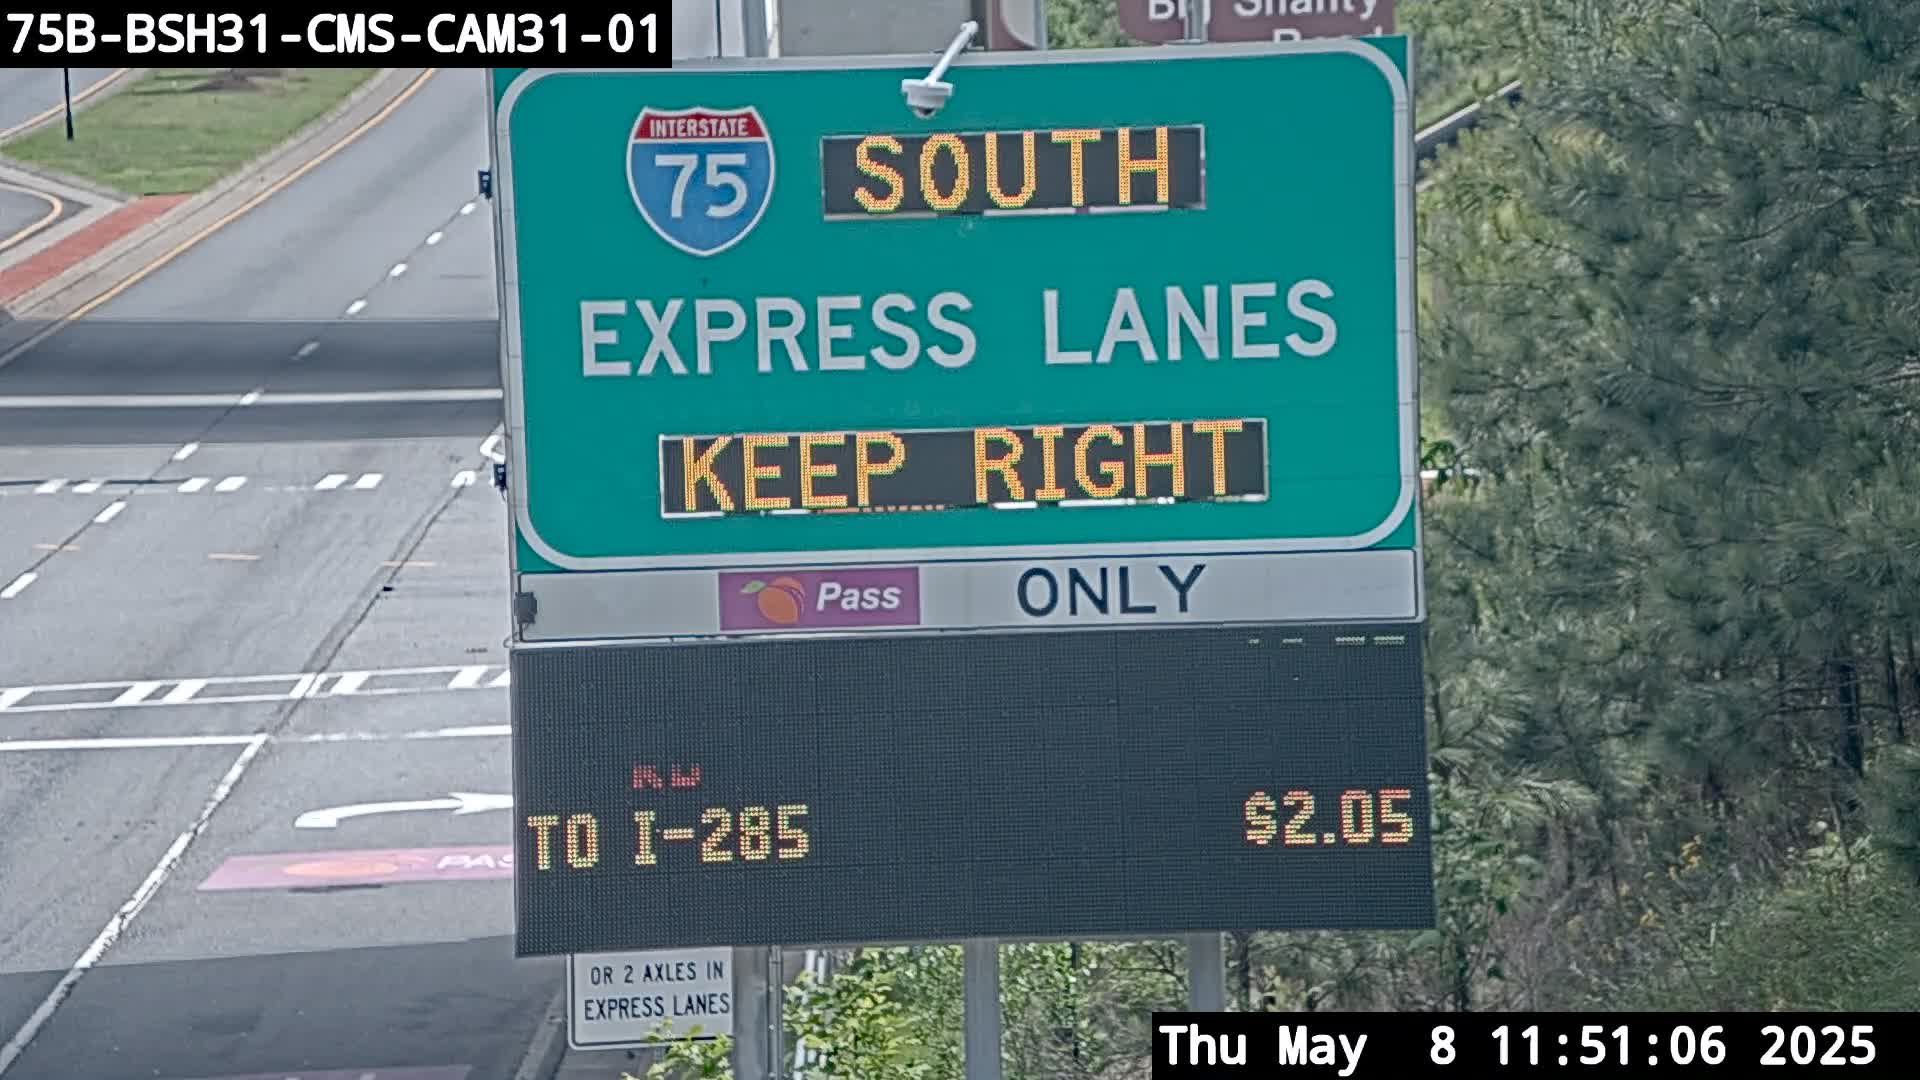 75B-BSH31-CMS-CAM31-01
Shanty
INTERSTATE
75
SOUTH
EXPRESS LANES
KEEP RIGHT
Pass
ONLY
TO I-285
$2.05
OR 2 AXLES IN
EXPRESS LANES
Thu May 8 11:51:06 2025